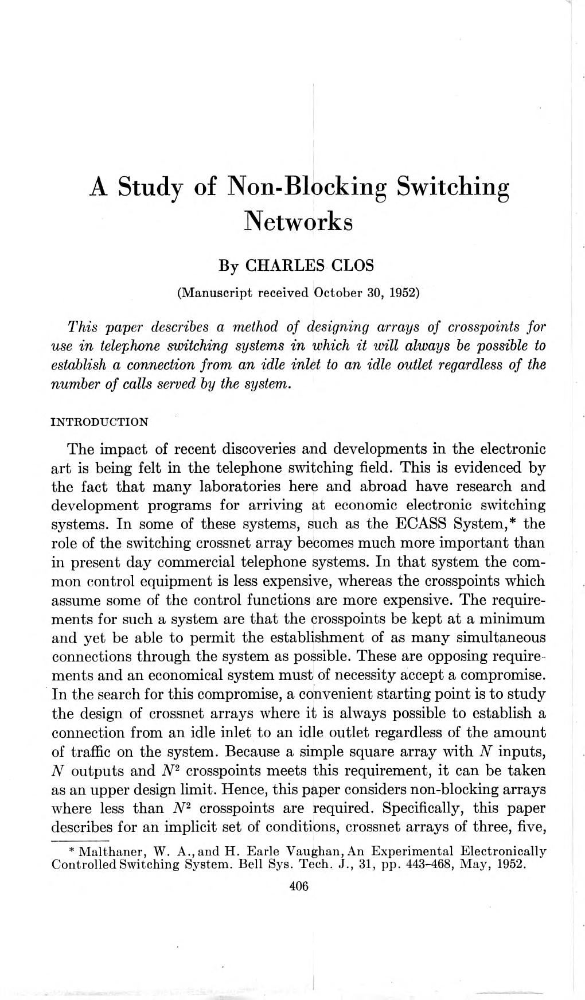 A Study of Non-Blocking Switching
Networks
By CHARLES CLOS
(Manuscript received October 30, 1952)
This paper describes a method of designing arrays of crosspoints for
use in telephone switching systems in which it will always be possible to
establish a connection from an idle inlet to an idle outlet regardless of the
number of calls served by the system.
INTRODUCTION
The impact of recent discoveries and developments in the electronic
art is being felt in the telephone switching field. This is evidenced by
the fact that many laboratories here and abroad have research and
development programs for arriving at economic electronic switching
systems. In some of these systems, such as the ECASS System,* the
role of the switching crossnet array becomes much more important than
in present day commercial telephone systems. In that system the com-
mon control equipment is less expensive, whereas the crosspoints which
assume some of the control functions are more expensive. The require-
ments for such a system are that the crosspoints be kept at a minimum
and yet be able to permit the establishment of as many simultaneous
connections through the system as possible. These are opposing require-
ments and an economical system must of necessity accept a compromise.
In the search for this compromise, a convenient starting point is to study
the design of crossnet arrays where it is always possible to establish a
connection from an idle inlet to an idle outlet regardless of the amount
of traffic on the system. Because a simple square array with N inputs,
N outputs and N² crosspoints meets this requirement, it can be taken
as an upper design limit. Hence, this paper considers non-blocking arrays
where less than N² crosspoints are required. Specifically, this paper
describes for an implicit set of conditions, crossnet arrays of three, five,
* Malthaner, W. A., and H. Earle Vaughan, An Experimental Electronically
Controlled Switching System. Bell Sys. Tech. J., 31, pp. 443–468, May, 1952.
406